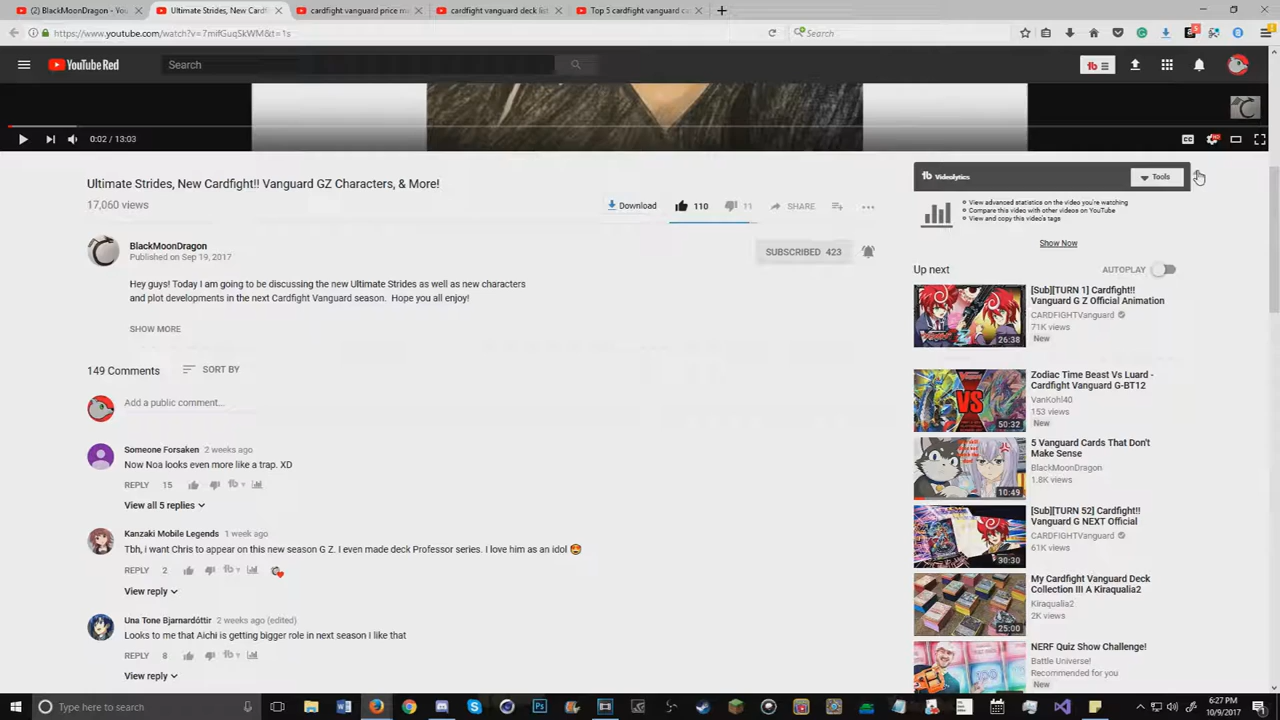 (2) BlackMoonDragon - You
Ultimate Strides, New Cardf
cardfight vanguard price m
cardfight vanguard deck list
Top 5 cardfight vanguard c
https://www.youtube.com/watch?v=7mifGuqSkWM&t=1s
Search
YouTube Red
Search
0:02 / 13:03
Ultimate Strides, New Cardfight!! Vanguard GZ Characters, & More!
17,060 views
Download
110
11
SHARE
BlackMoonDragon
Published on Sep 19, 2017
SUBSCRIBED 423
Hey guys! Today I am going to be discussing the new Ultimate Strides as well as new characters
and plot developments in the next Cardfight Vanguard season. Hope you all enjoy!
SHOW MORE
149 Comments
SORT BY
Add a public comment...
Someone Forsaken 2 weeks ago
Now Noa looks even more like a trap. XD
REPLY 15
View all 5 replies
Kanzaki Mobile Legends 1 week ago
Tbh, i want Chris to appear on this new season G Z. I even made deck Professor series. I love him as an idol 😍
REPLY 2
View reply
Una Tone Bjarnardóttir 2 weeks ago (edited)
Looks to me that Aichi is getting bigger role in next season I like that
REPLY 8
View reply
Videolytics
Tools
View advanced statistics on the video you're watching
Compare this video with other videos on YouTube
View and copy this video's tags
Show Now
Up next
AUTOPLAY
[Sub][TURN 1] Cardfight!!
Vanguard G Z Official Animation
CARDFIGHTVanguard
71K views
New
26:38
Zodiac Time Beast Vs Luard -
Cardfight Vanguard G-BT12
VanKohl40
153 views
New
VS
50:32
5 Vanguard Cards That Don't
Make Sense
BlackMoonDragon
1.8K views
10:49
[Sub][TURN 52] Cardfight!!
Vanguard G NEXT Official
CARDFIGHTVanguard
61K views
30:30
My Cardfight Vanguard Deck
Collection III A Kiraqualia2
Kiraqualia2
2K views
25:00
NERF Quiz Show Challenge!
Battle Universe!
Recommended for you
New
Type here to search
6:27 PM
10/9/2017